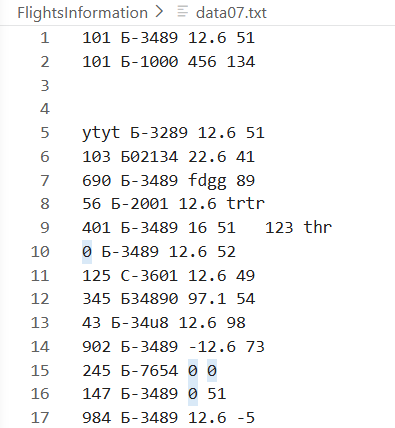 FlightsInformation > data07.txt
1 101 Б-3489 12.6 51
2 101 Б-1000 456 134
3
4
5 ytyt Б-3289 12.6 51
6 103 Б02134 22.6 41
7 690 Б-3489 fdgg 89
8 56 Б-2001 12.6 trtr
9 401 Б-3489 16 51   123 thr
10 0 Б-3489 12.6 52
11 125 С-3601 12.6 49
12 345 Б34890 97.1 54
13 43 Б-34u8 12.6 98
14 902 Б-3489 -12.6 73
15 245 Б-7654 0 0
16 147 Б-3489 0 51
17 984 Б-3489 12.6 -5